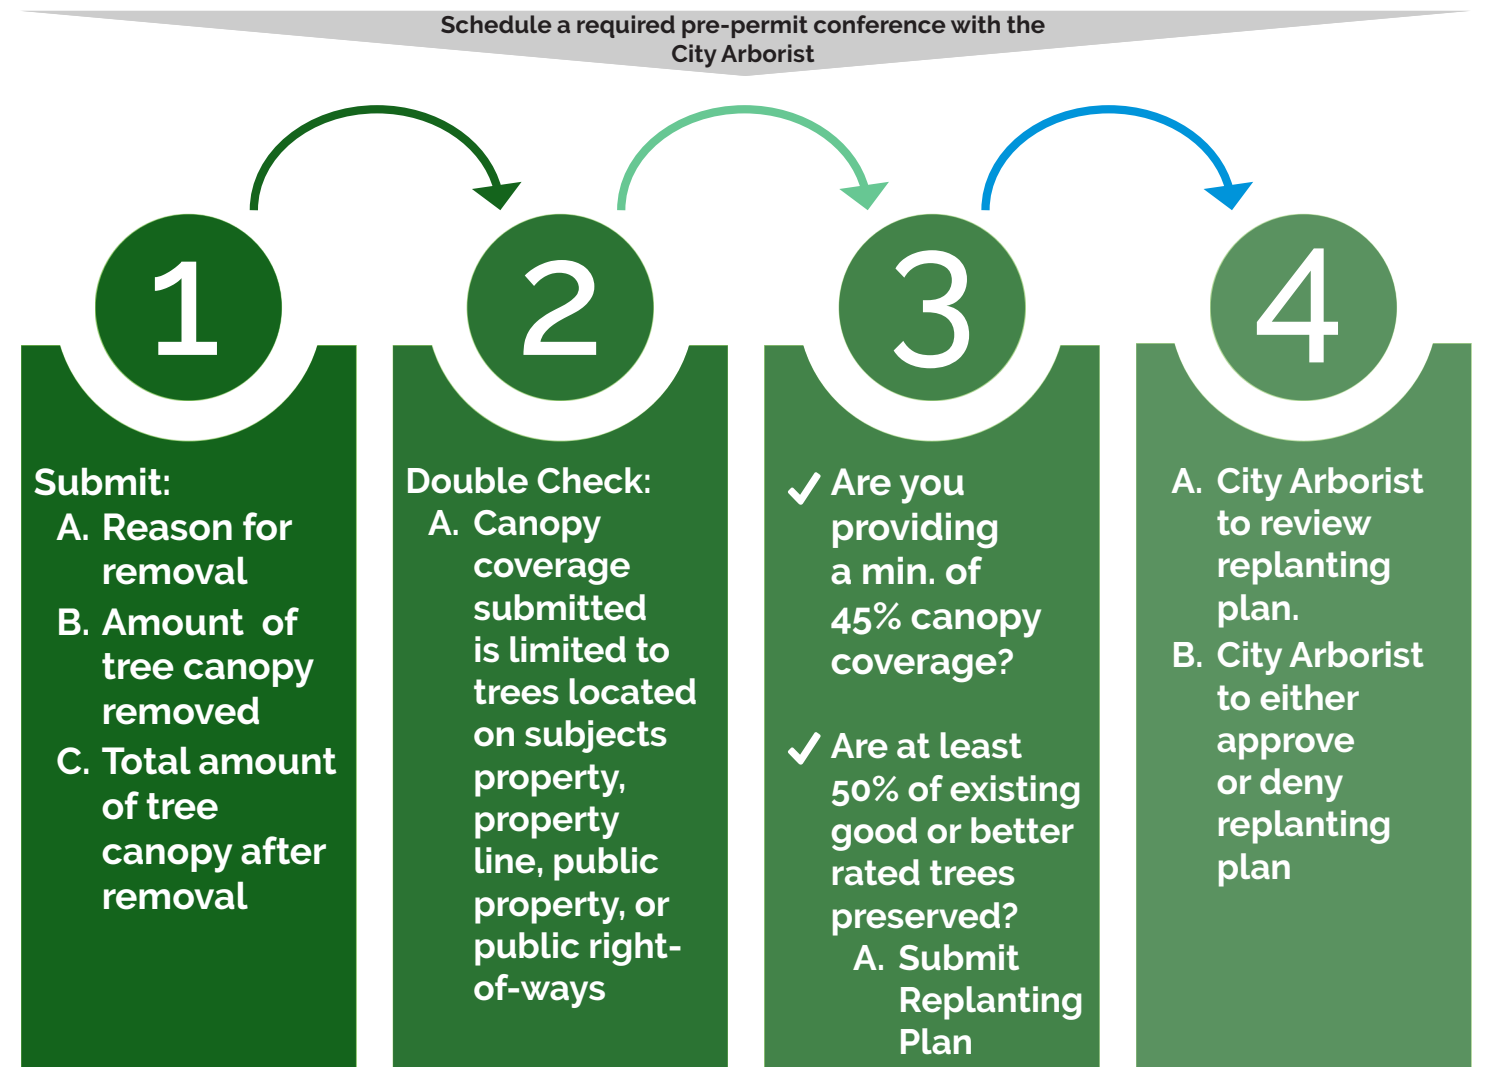 Schedule a required pre-permit conference with the
City Arborist
1
Submit:
A. Reason for
removal
B. Amount of
tree canopy
removed
C. Total amount
of tree
canopy after
removal
2
Double Check:
A. Canopy
coverage
submitted
is limited to
trees located
on subjects
property,
property
line, public
property, or
public right-
of-ways
3
Are you
providing
a min. of
45% canopy
coverage?
Are at least
50% of existing
good or better
rated trees
preserved?
A. Submit
Replanting
Plan
4
A. City Arborist
to review
replanting
plan.
B. City Arborist
to either
approve
or deny
replanting
plan